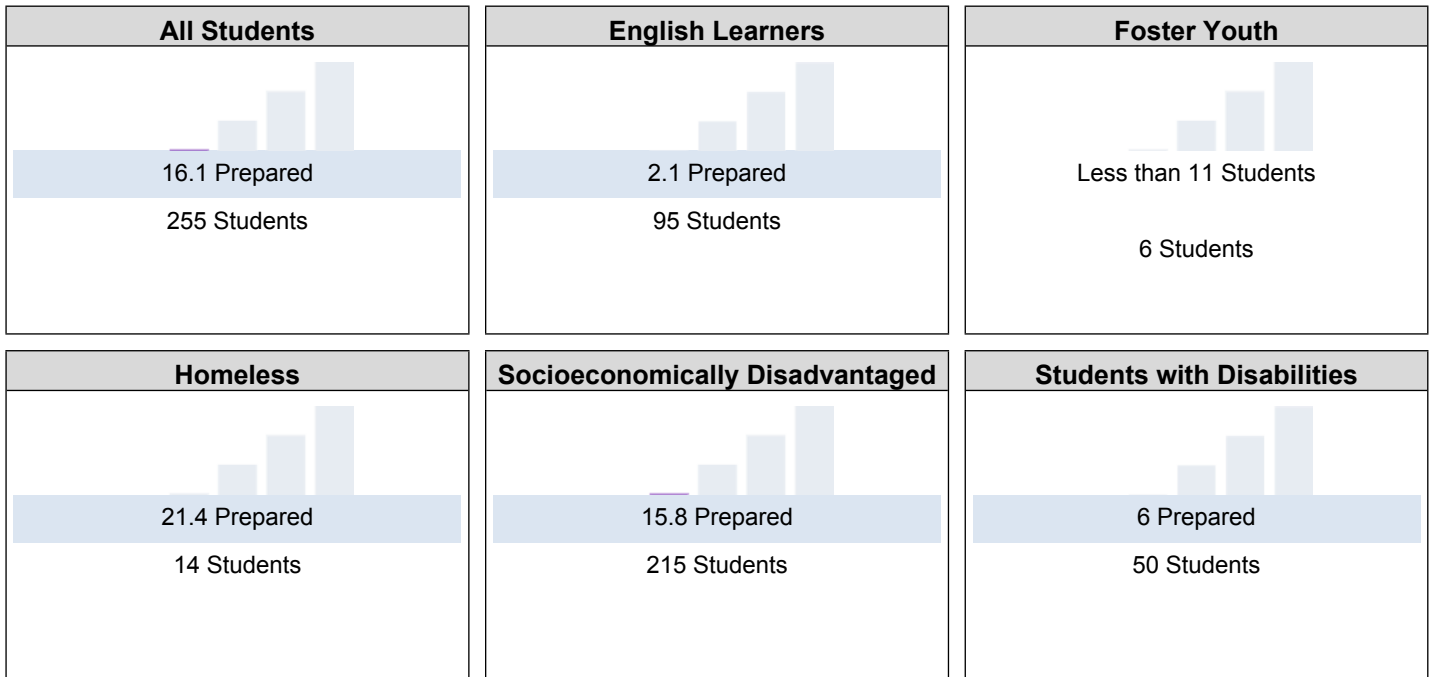 All Students
16.1 Prepared
255 Students
English Learners
2.1 Prepared
95 Students
Foster Youth
Less than 11 Students
6 Students
Homeless
21.4 Prepared
14 Students
Socioeconomically Disadvantaged
15.8 Prepared
215 Students
Students with Disabilities
6 Prepared
50 Students